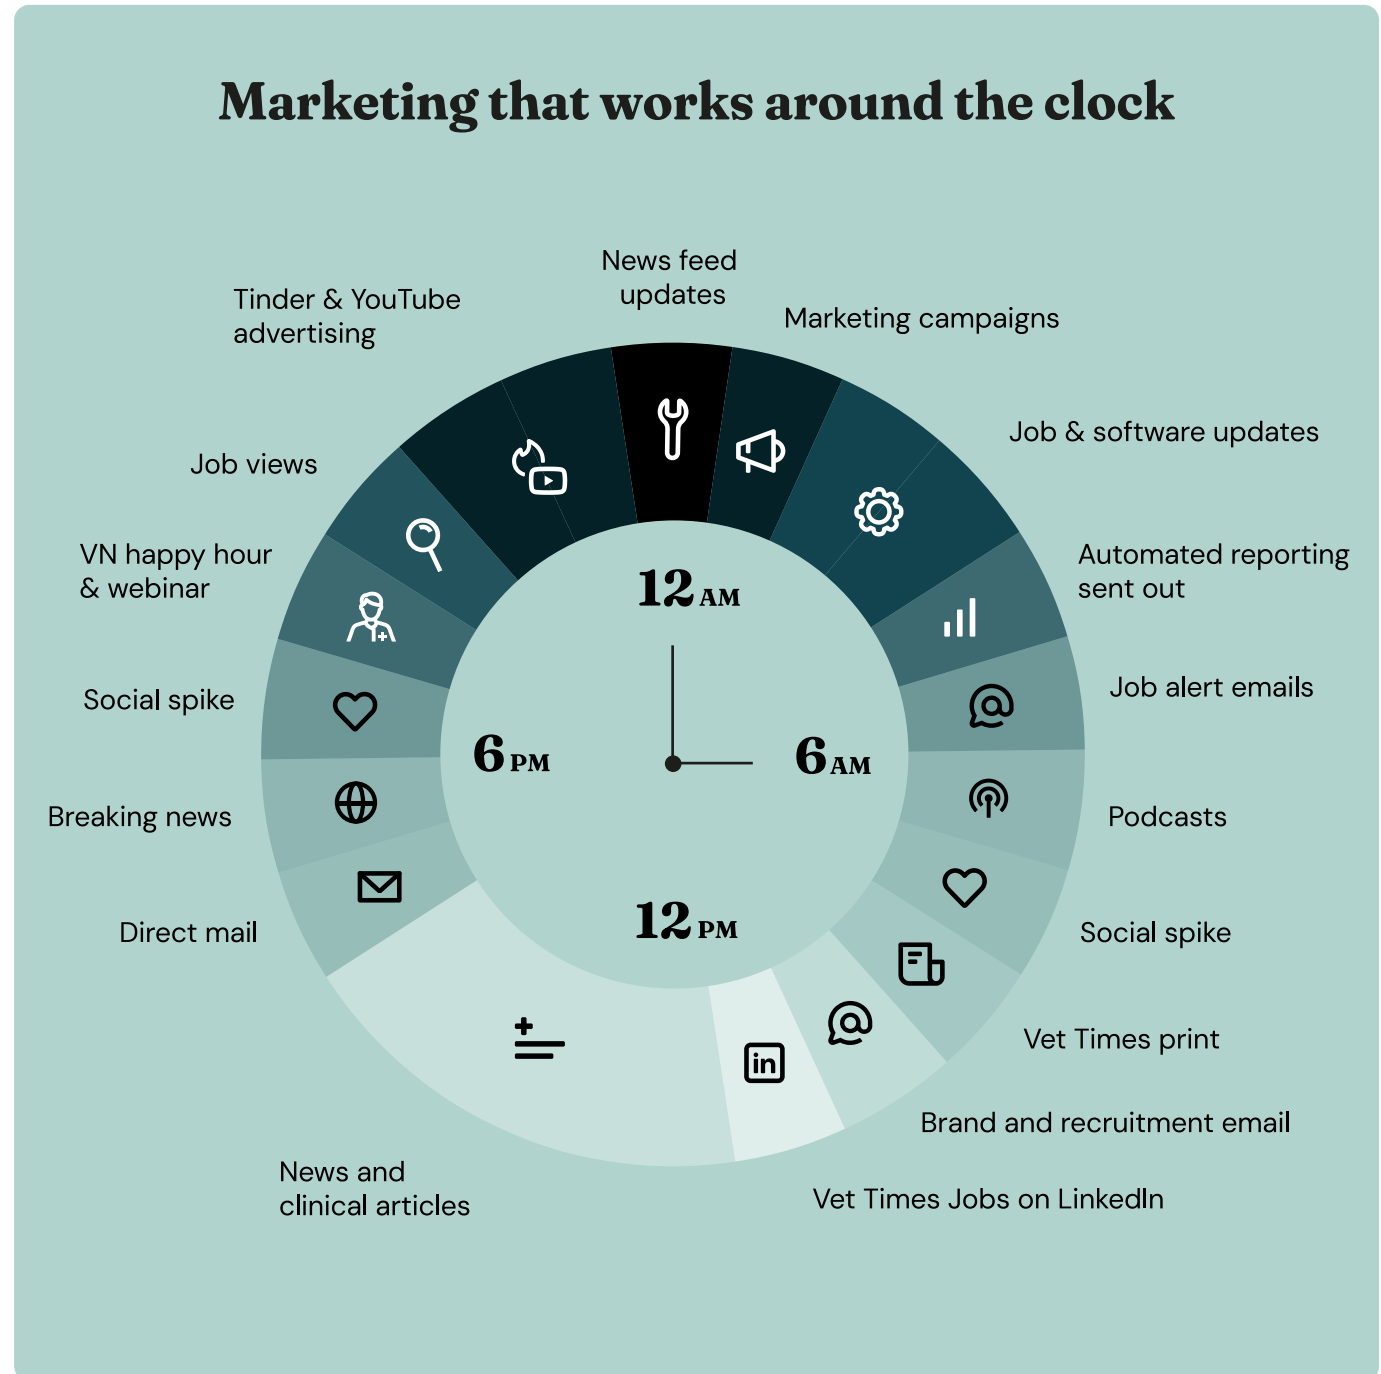 Marketing that works around the clock
News feed
updates
Tinder & YouTube
advertising
Marketing campaigns
Job & software updates
Job views
VN happy hour
& webinar
Automated reporting
sent out
12 AM
Social spike
Job alert emails
6 PM
6 AM
Breaking news
Podcasts
12 PM
Direct mail
Social spike
in
Vet Times print
Brand and recruitment email
News and
clinical articles
Vet Times Jobs on LinkedIn